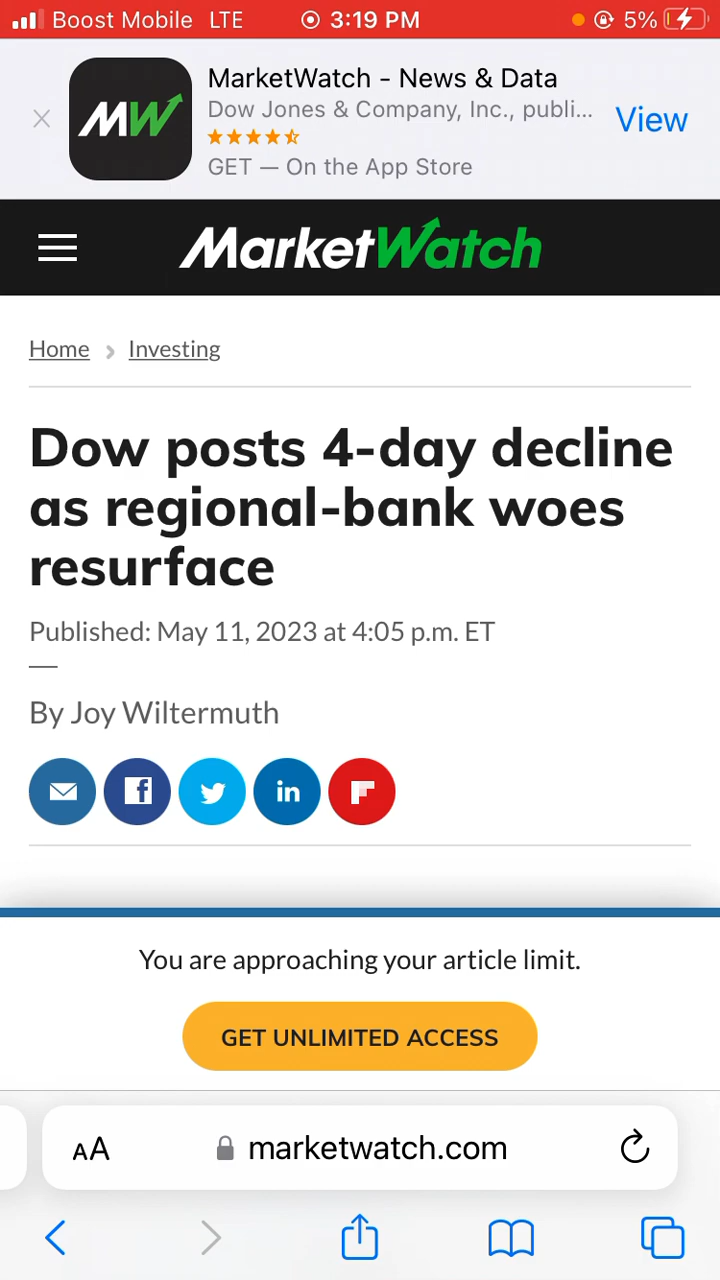 Boost Mobile LTE 3:19 PM 5%
MarketWatch - News & Data
Dow Jones & Company, Inc., publi...
GET — On the App Store
View
MW
MarketWatch
Home › Investing
Dow posts 4-day decline
as regional-bank woes
resurface
Published: May 11, 2023 at 4:05 p.m. ET
By Joy Wiltermuth
You are approaching your article limit.
GET UNLIMITED ACCESS
AA marketwatch.com